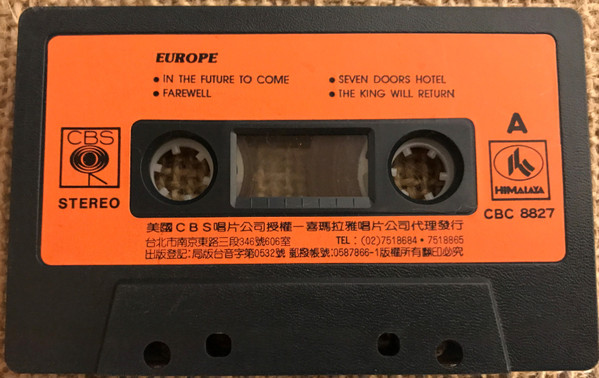 EUROPE
● IN THE FUTURE TO COME
● FAREWELL
● SEVEN DOORS HOTEL
● THE KING WILL RETURN
CBS
STEREO
A
HIMALAYA
CBC 8827
美國CBS唱片公司授權一喜瑪拉雅唱片公司代理發行
台北市南京東路三段346號606室 TEL：(02)7518684・7518865
出版登記：局版台音字第0532號 郵撥帳號:0587866-1版權所有翻印必究